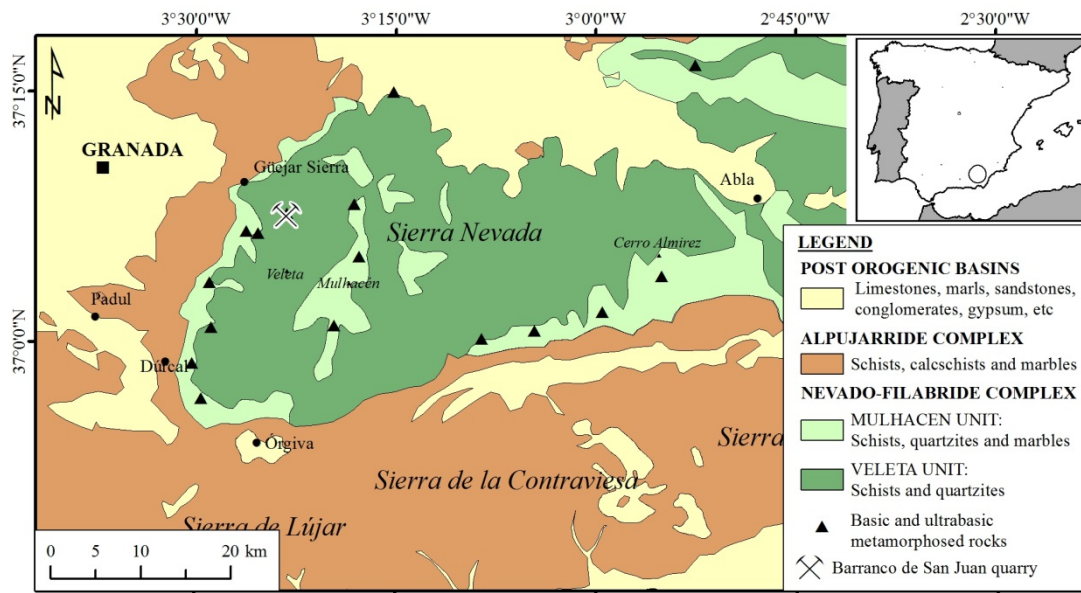 3°30'0"W 3°15'0"W 3°0'0"W 2°45'0"W 2°30'0"W
37°15'0"N
N
GRANADA
Güejar Sierra
Abla
Sierra Nevada
Cerro Almirez
Veleta
Mulhacén
Padul
37°0'0"N
Dúrcal
Órgiva
Sierra
Sierra de la Contraviesa
Sierra de Lújar
0 5 10 20 km
LEGEND
POST OROGENIC BASINS
Limestones, marls, sandstones,
conglomerates, gypsum, etc
ALPUJARRIDE COMPLEX
Schists, calcschists and marbles
NEVADO-FILABRIDE COMPLEX
MULHACEN UNIT:
Schists, quartzites and marbles
VELETA UNIT:
Schists and quartzites
Basic and ultrabasic
metamorphosed rocks
Barranco de San Juan quarry